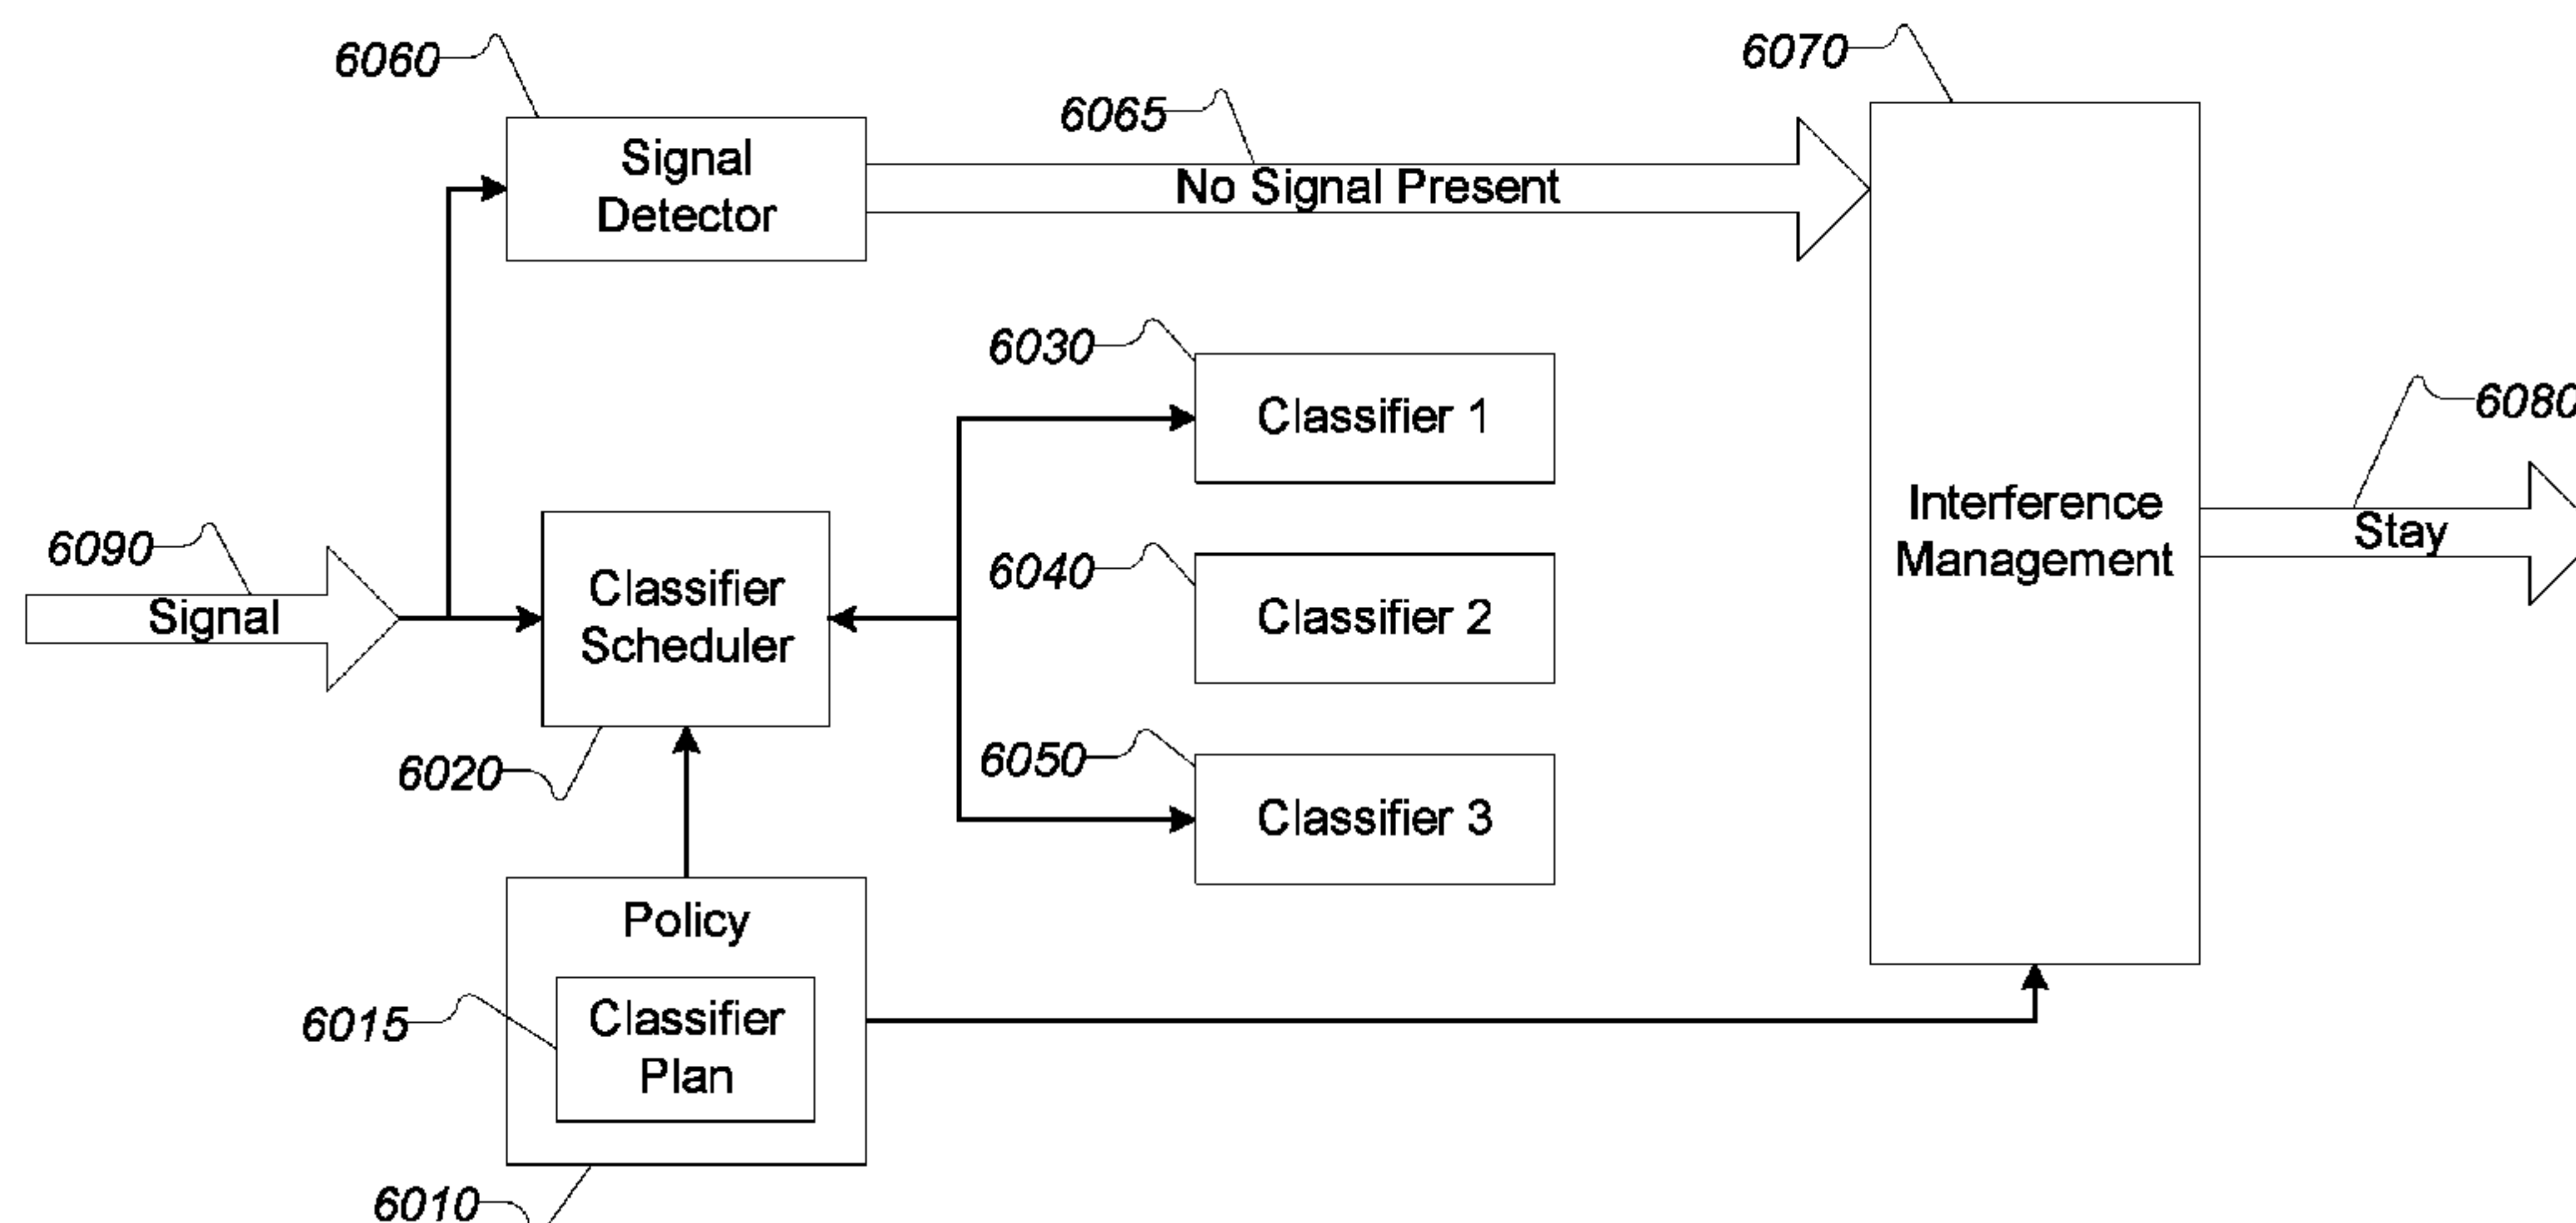 6060
Signal
Detector
6065
No Signal Present
6070
6030
Classifier 1
6080
6090
Signal
Classifier
Scheduler
6040
Classifier 2
Interference
Management
Stay
6020
6050
Classifier 3
Policy
6015
Classifier
Plan
6010